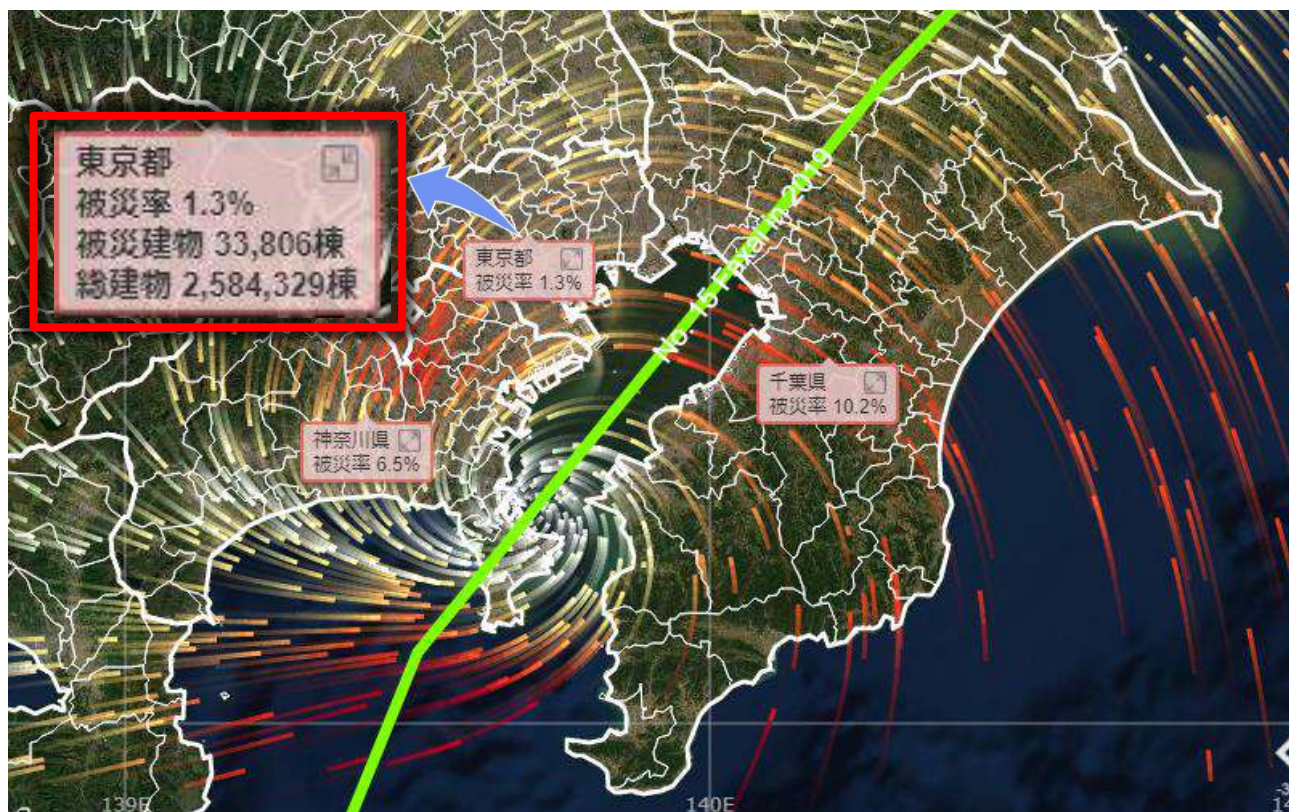 東京都
被災率 1.3%
被災建物 33,806棟
総建物 2,584,329棟
東京都
被災率 1.3%
No. 15 Faxai in 2019
千葉県
被災率 10.2%
神奈川県
被災率 6.5%
139E
140E